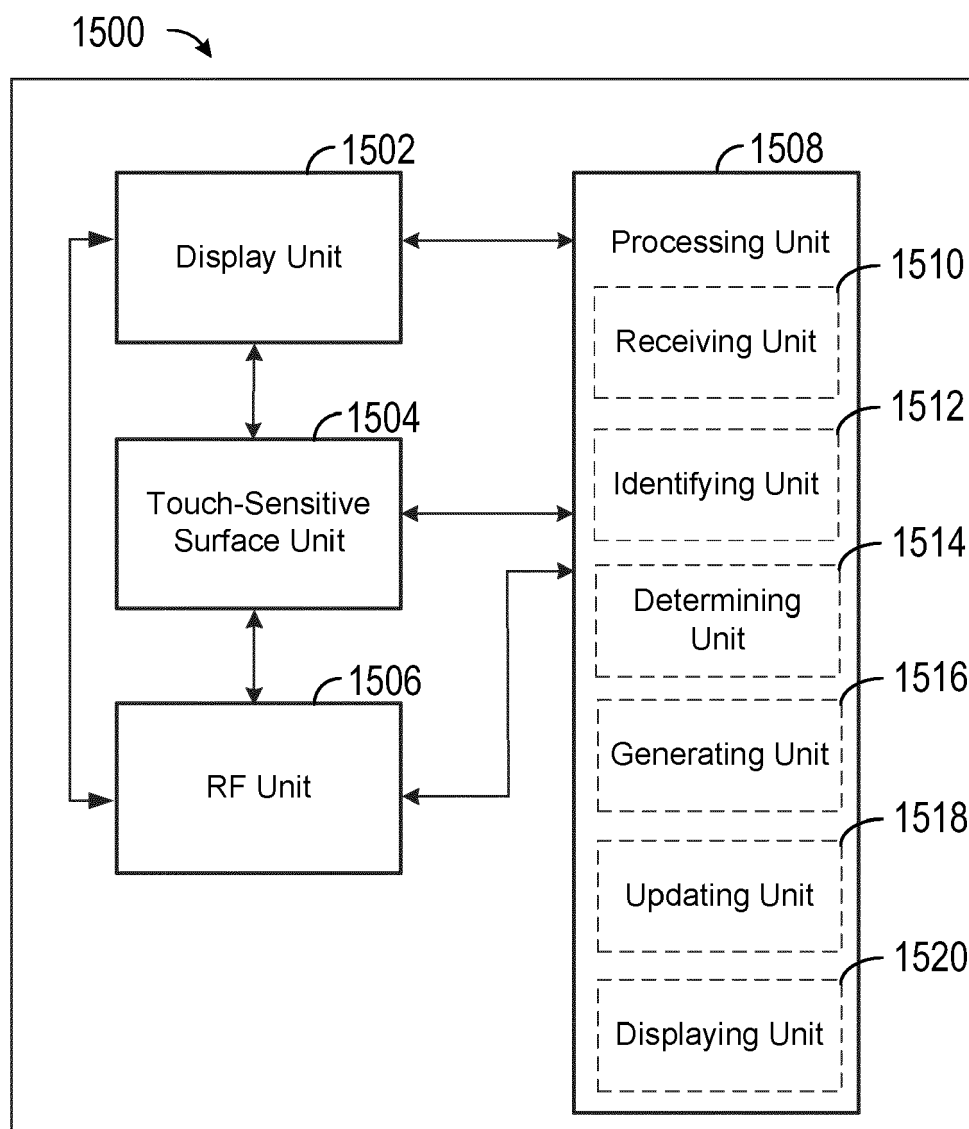 1500
1502
Display Unit
1504
Touch-Sensitive
Surface Unit
1506
RF Unit
1508
Processing Unit
1510
Receiving Unit
1512
Identifying Unit
1514
Determining
Unit
1516
Generating Unit
1518
Updating Unit
1520
Displaying Unit